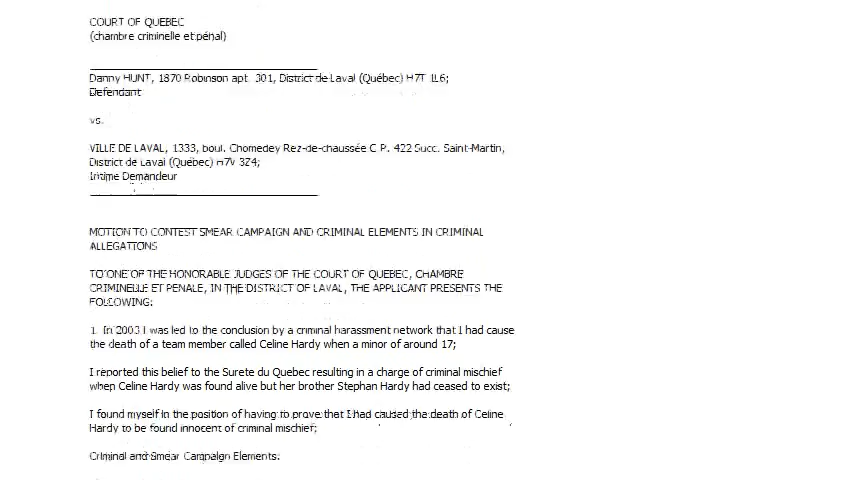 COURT OF QUEBEC
(chambre criminelle et pénal)
Danny HUNT, 1870 Robinson apt. 301, District de Laval (Québec) H7T 1L6;
Defendant
vs.
VILLE DE LAVAL, 1333, boul. Chomedey Rez-de-chaussée C.P. 422 Succ. Saint-Martin,
District de Laval (Québec) H7V 3Z4;
Intime Demandeur
MOTION TO CONTEST SMEAR CAMPAIGN AND CRIMINAL ELEMENTS IN CRIMINAL
ALLEGATIONS
TO ONE OF THE HONORABLE JUDGES OF THE COURT OF QUEBEC, CHAMBRE
CRIMINELLE ET PENALE, IN THE DISTRICT OF LAVAL, THE APPLICANT PRESENTS THE
FOLLOWING:
1. In 2003 I was led to the conclusion by a criminal harassment network that I had cause
the death of a team member called Celine Hardy when a minor of around 17;
I reported this belief to the Surete du Quebec resulting in a charge of criminal mischief
when Celine Hardy was found alive but her brother Stephan Hardy had ceased to exist;
I found myself in the position of having to prove that I had caused the death of Celine
Hardy to be found innocent of criminal mischief;
Criminal and Smear Campaign Elements: